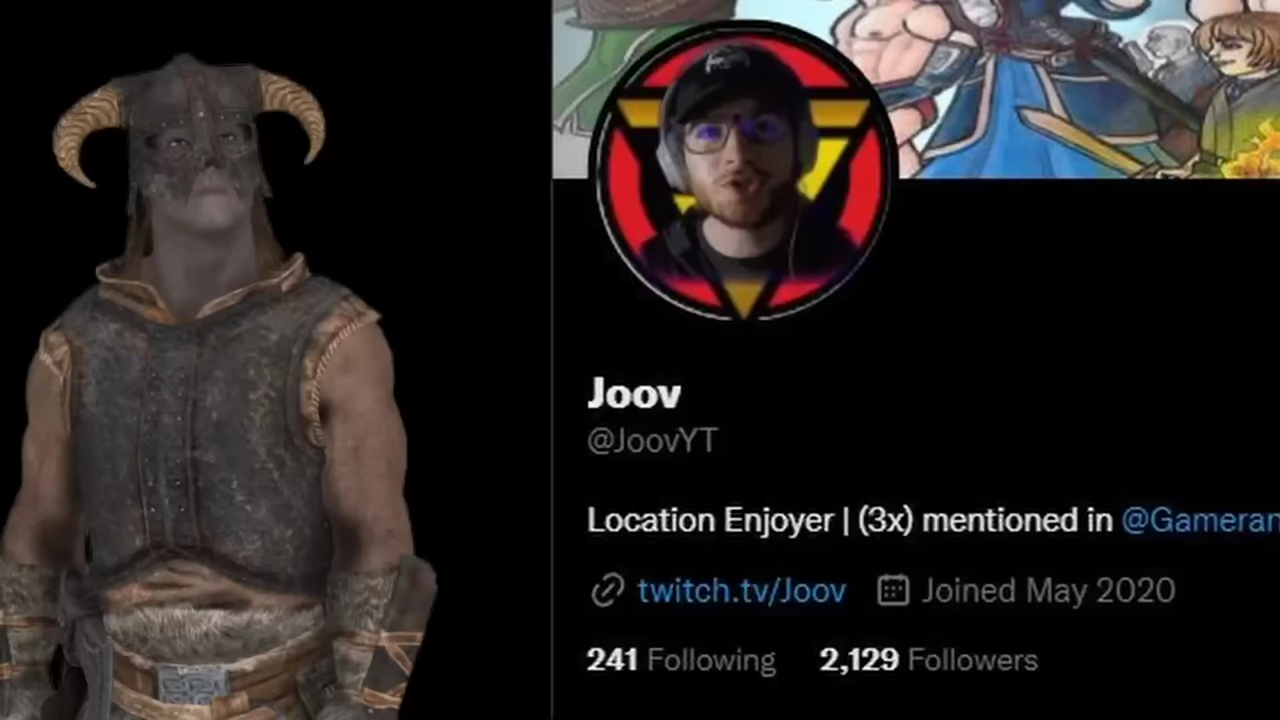 Joov
@JoovYT
Location Enjoyer | (3x) mentioned in @Gameran
twitch.tv/Joov Joined May 2020
241 Following 2,129 Followers